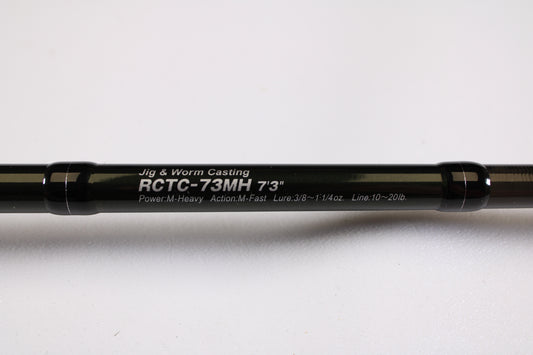 Jig & Worm Casting
RCTC-73MH 7'3"
Power:M-Heavy Action:M-Fast Lure:3/8~1･1/4oz. Line:10~20lb.